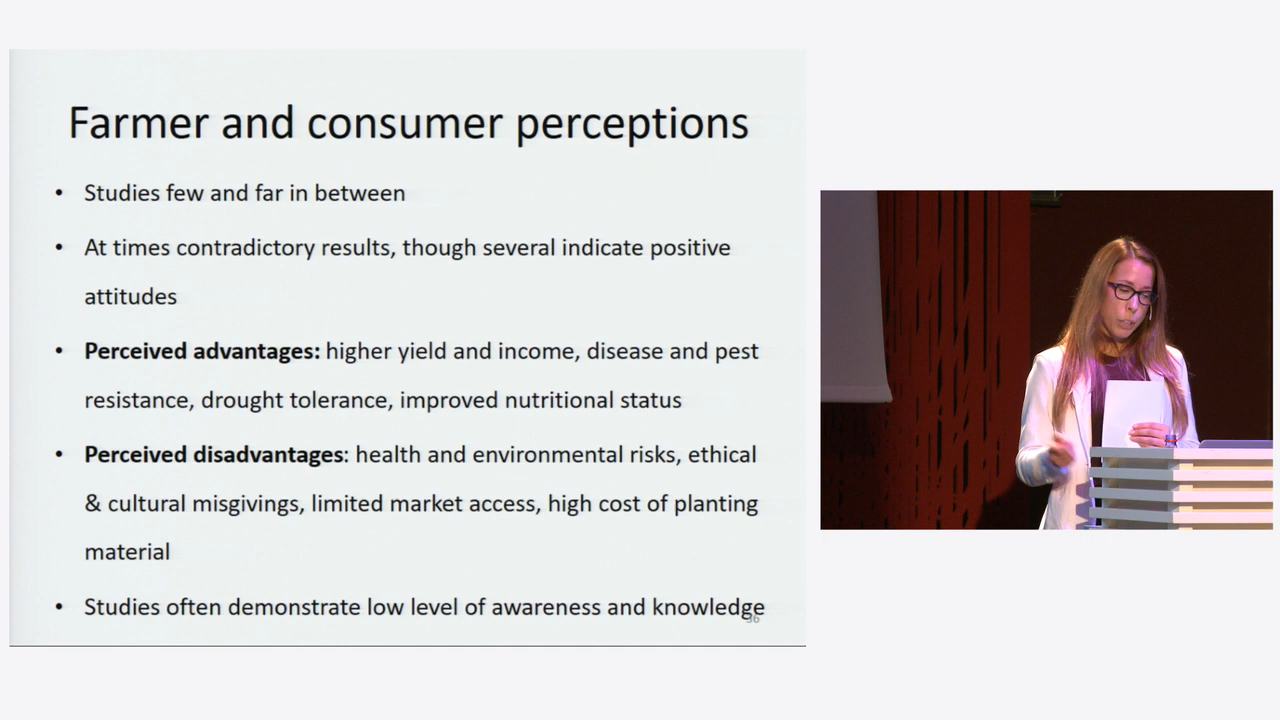 Farmer and consumer perceptions
• Studies few and far in between
• At times contradictory results, though several indicate positive
attitudes
• Perceived advantages: higher yield and income, disease and pest
resistance, drought tolerance, improved nutritional status
• Perceived disadvantages: health and environmental risks, ethical
& cultural misgivings, limited market access, high cost of planting
material
• Studies often demonstrate low level of awareness and knowledge
36